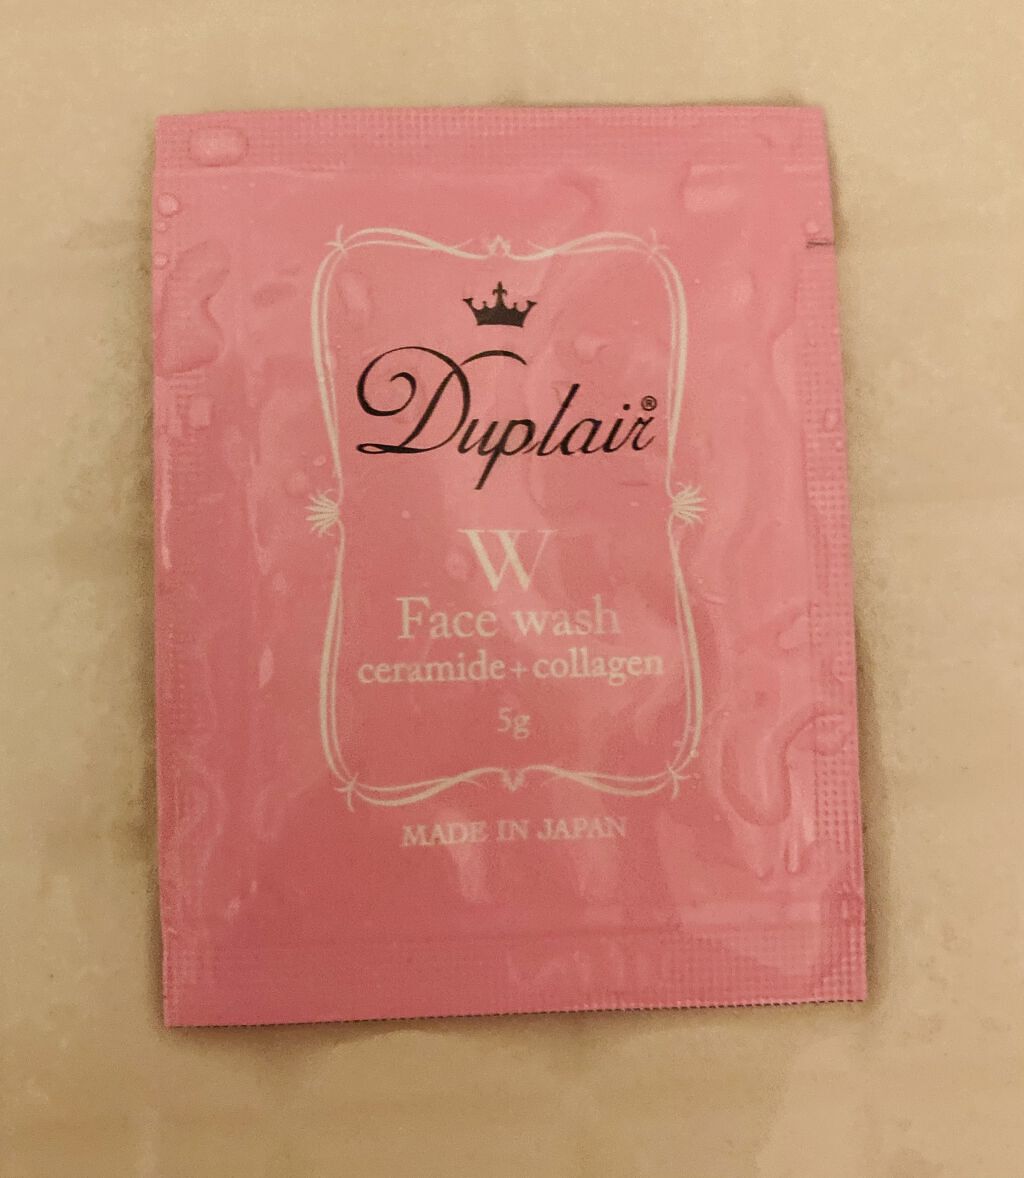 Duplair®
W
Face wash
ceramide+collagen
5g
MADE IN JAPAN